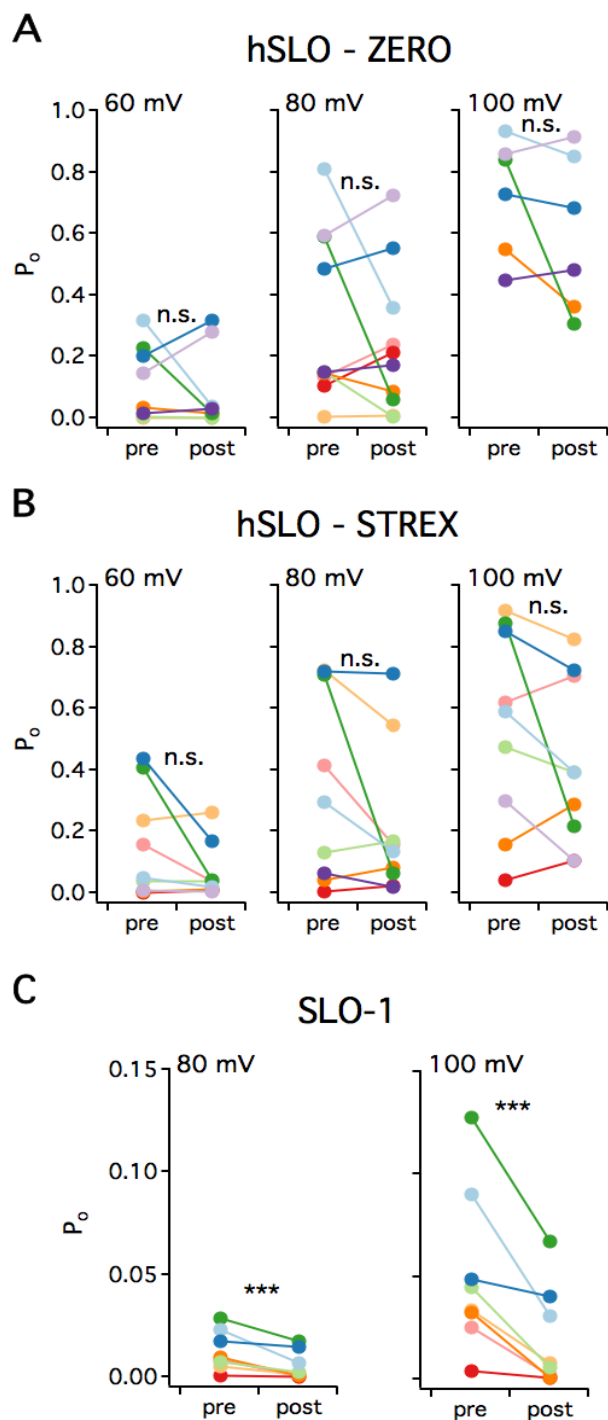 A
hSLO - ZERO
60 mV
80 mV
100 mV
1.0
0.8
0.6
0.4
0.2
0.0
Po
n.s.
n.s.
n.s.
pre post
pre post
pre post
B
hSLO - STREX
60 mV
80 mV
100 mV
1.0
0.8
0.6
0.4
0.2
0.0
Po
n.s.
n.s.
n.s.
pre post
pre post
pre post
C
SLO-1
80 mV
100 mV
0.15
0.10
0.05
0.00
Po
***
***
pre post
pre post